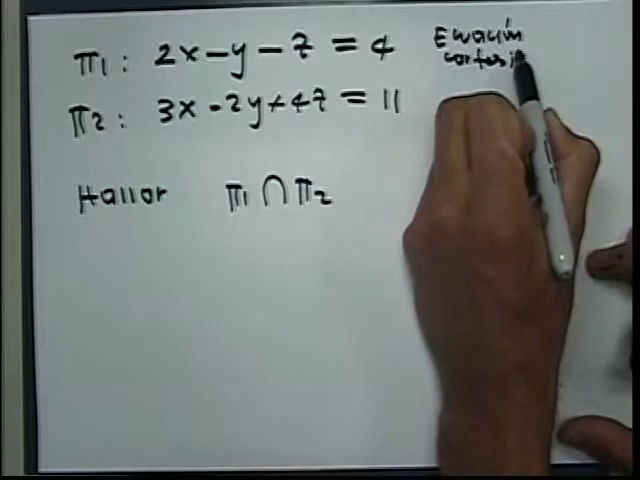 π1: 2x-y-z=4
π2: 3x-2y+4z=11
Hallar π1∩π2
Ecuación